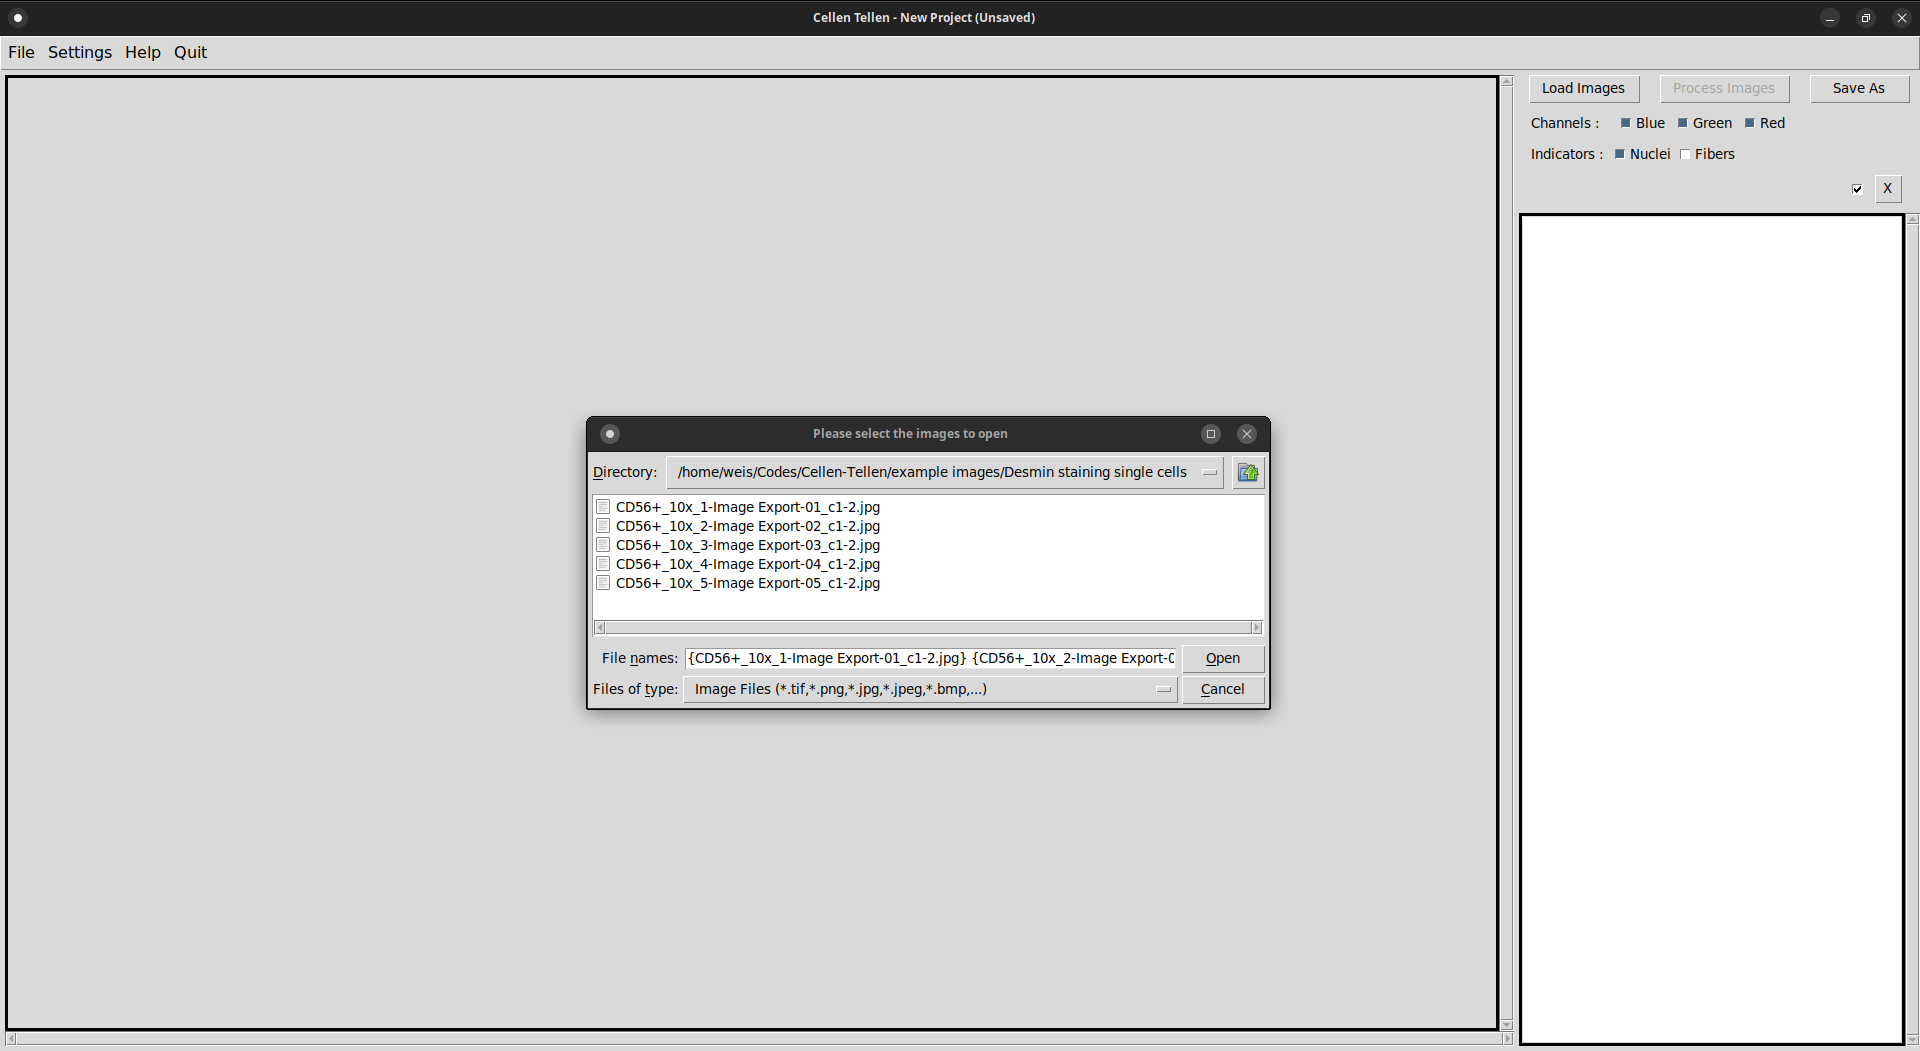 Cellen Tellen - New Project (Unsaved)
File Settings Help Quit
Load Images Process Images Save As
Channels : Blue Green Red
Indicators : Nuclei Fibers
X
Please select the images to open
Directory: /home/weis/Codes/Cellen-Tellen/example images/Desmin staining single cells
CD56+_10x_1-Image Export-01_c1-2.jpg
CD56+_10x_2-Image Export-02_c1-2.jpg
CD56+_10x_3-Image Export-03_c1-2.jpg
CD56+_10x_4-Image Export-04_c1-2.jpg
CD56+_10x_5-Image Export-05_c1-2.jpg
File names: {CD56+_10x_1-Image Export-01_c1-2.jpg} {CD56+_10x_2-Image Export-0 Open
Files of type: Image Files (*.tif,*.png,*.jpg,*.jpeg,*.bmp,...) Cancel